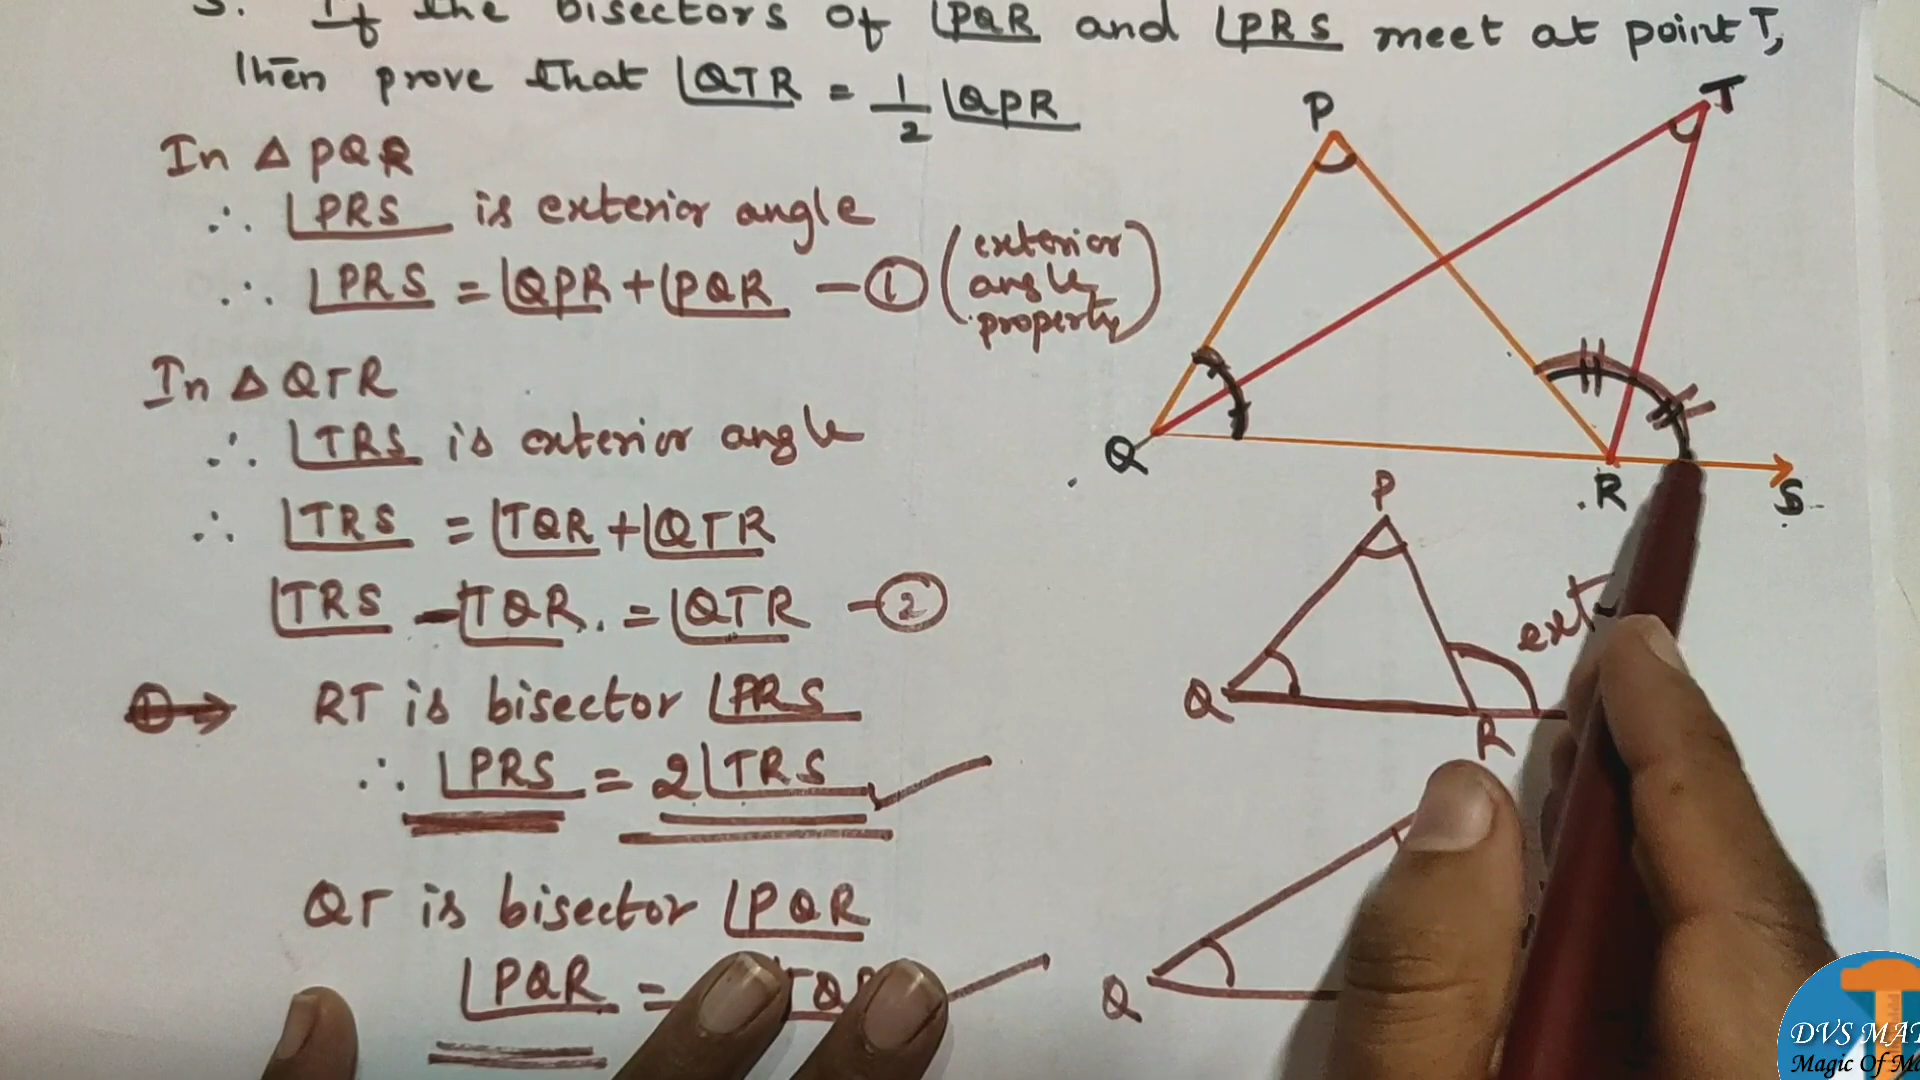 If the bisectors of ∠PQR and ∠PRS meet at point T,
then prove that ∠QTR = 1/2 ∠QPR
In △ PQR
∴ ∠PRS is exterior angle
∴ ∠PRS = ∠QPR + ∠PQR — ① (exterior angle property)
In △ QTR
∴ ∠TRS is exterior angle
∴ ∠TRS = ∠TQR + ∠QTR
∠TRS - ∠TQR = ∠QTR — ②
① → RT is bisector ∠PRS
∴ ∠PRS = 2∠TRS
QT is bisector ∠PQR
∠PQR =
P
T
Q
R
S
P
ext
Q
R
Q
DVS MA
Magic Of M